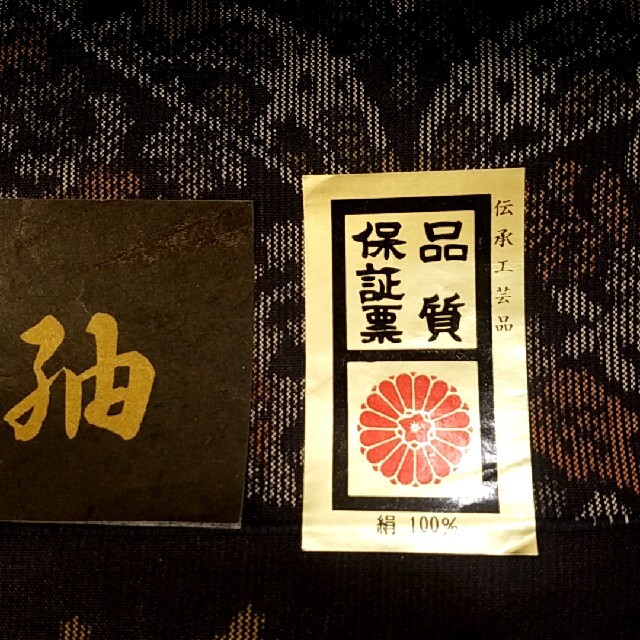 紬
品質
保証票
伝承工芸品
絹 100%